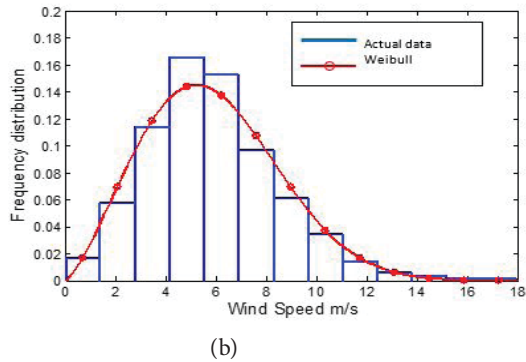 0.2
0.18
0.16
0.14
0.12
0.1
0.08
0.06
0.04
0.02
0
Frequency distribution
Actual data
Weibull
0 2 4 6 8 10 12 14 16 18
Wind Speed m/s
(b)